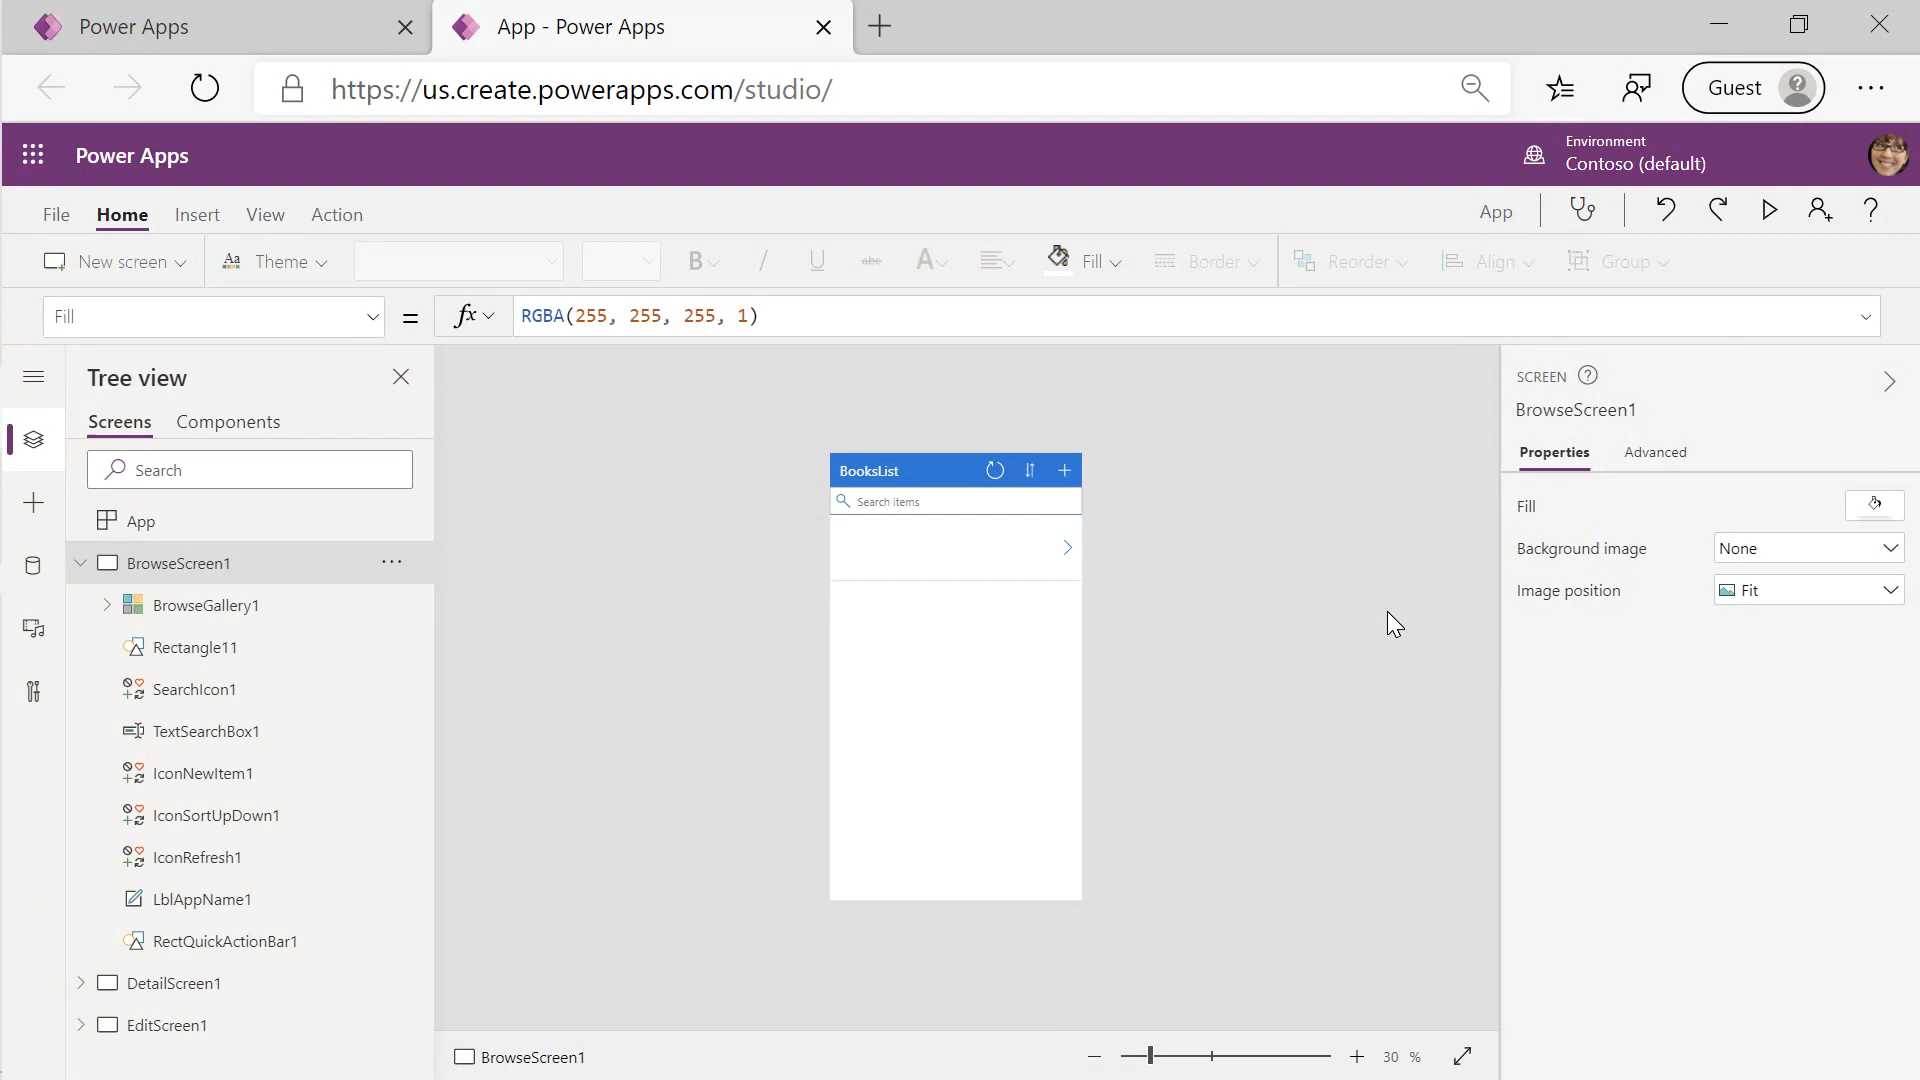 Power Apps
App - Power Apps
https://us.create.powerapps.com/studio/
Guest
Power Apps
Environment
Contoso (default)
File Home Insert View Action
App
New screen
Theme
B
/
U
abc
A
Fill
Border
Reorder
Align
Group
Fill
=
fx
RGBA(255, 255, 255, 1)
Tree view
Screens Components
Search
App
BrowseScreen1
BrowseGallery1
Rectangle11
SearchIcon1
TextSearchBox1
IconNewItem1
IconSortUpDown1
IconRefresh1
LblAppName1
RectQuickActionBar1
DetailScreen1
EditScreen1
BooksList
Search items
BrowseScreen1
30 %
SCREEN
BrowseScreen1
Properties Advanced
Fill
Background image None
Image position Fit